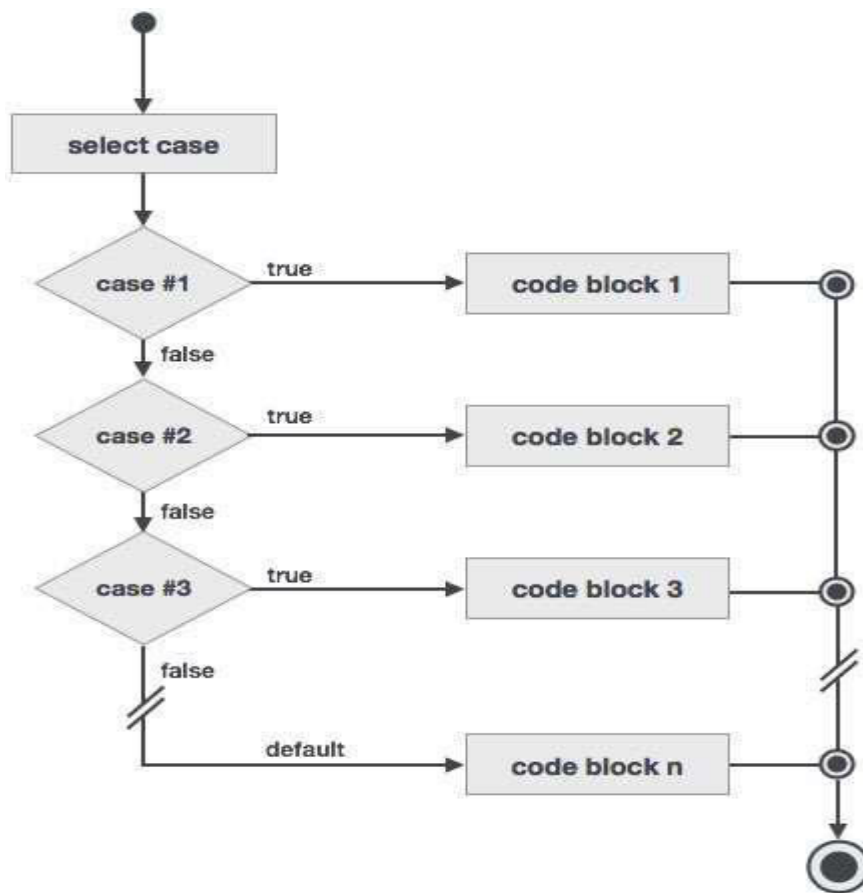 select case
case #1
true
code block 1
false
case #2
true
code block 2
false
case #3
true
code block 3
false
default
code block n